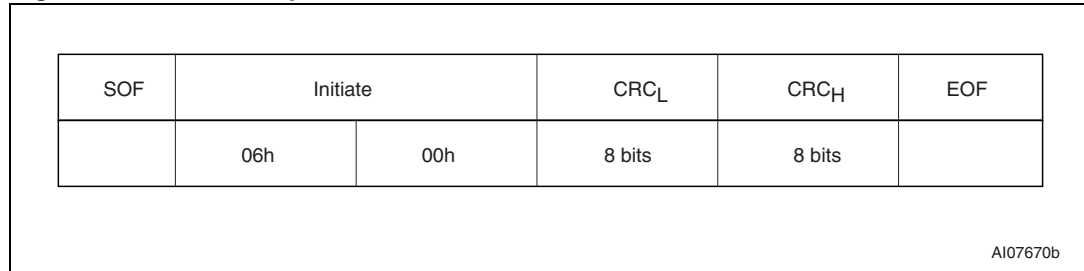 SOF Initiate CRCL CRCH EOF
06h 00h 8 bits 8 bits
AI07670b